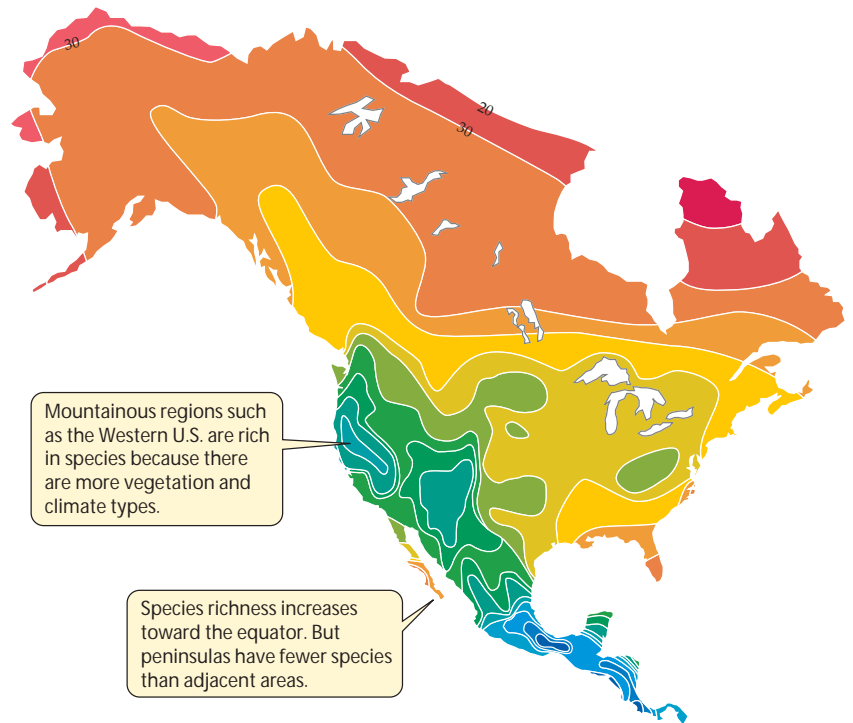 30
20
30
Mountainous regions such
as the Western U.S. are rich
in species because there
are more vegetation and
climate types.
Species richness increases
toward the equator. But
peninsulas have fewer species
than adjacent areas.